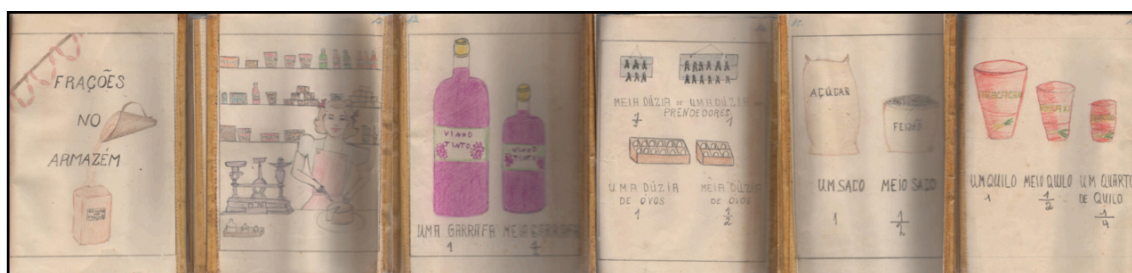 FRAÇÕES
NO
ARMAZÉM
VINHO
TINTO
VINHO
TINTO
UMA GARRAFA MEIA GARRAFA
1
1/2
MEIA DÚZIA DE UMA DÚZIA
PRENDEDORES
1
UMA DÚZIA
DE OVOS
1
MEIA DÚZIA
DE OVOS
1/2
AÇÚCAR
FEIJÃO
UM SACO MEIO SACO
1
1/2
UM QUILO MEIO QUILO UM QUARTO
DE QUILO
1
1/2
1/4